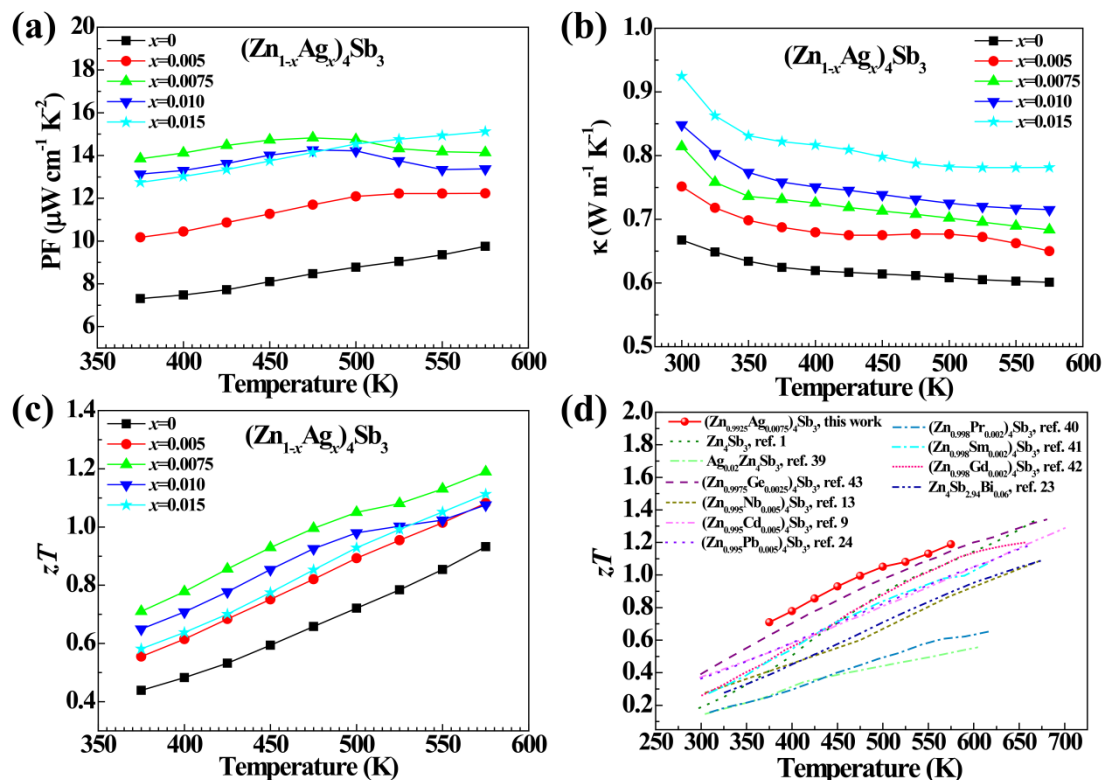 (a)
(Zn1-xAgx)4Sb3
x=0
x=0.005
x=0.0075
x=0.010
x=0.015
PF (μW cm⁻¹ K⁻²)
20
18
16
14
12
10
8
6
350 400 450 500 550 600
Temperature (K)
(b)
(Zn1-xAgx)4Sb3
x=0
x=0.005
x=0.0075
x=0.010
x=0.015
κ (W m⁻¹ K⁻¹)
1.0
0.9
0.8
0.7
0.6
0.5
300 350 400 450 500 550 600
Temperature (K)
(c)
(Zn1-xAgx)4Sb3
x=0
x=0.005
x=0.0075
x=0.010
x=0.015
zT
1.4
1.2
1.0
0.8
0.6
0.4
350 400 450 500 550 600
Temperature (K)
(d)
(Zn0.9925Ag0.0075)4Sb3, this work
Zn4Sb3, ref. 1
Ag0.02Zn4Sb3, ref. 39
(Zn0.9975Ge0.0025)4Sb3, ref. 43
(Zn0.995Nb0.005)4Sb3, ref. 13
(Zn0.995Cd0.005)4Sb3, ref. 9
(Zn0.995Pb0.005)4Sb3, ref. 24
(Zn0.998Pr0.002)4Sb3, ref. 40
(Zn0.998Sm0.002)4Sb3, ref. 41
(Zn0.998Gd0.002)4Sb3, ref. 42
Zn4Sb2.94Bi0.06, ref. 23
zT
2.0
1.8
1.6
1.4
1.2
1.0
0.8
0.6
0.4
0.2
250 300 350 400 450 500 550 600 650 700
Temperature (K)